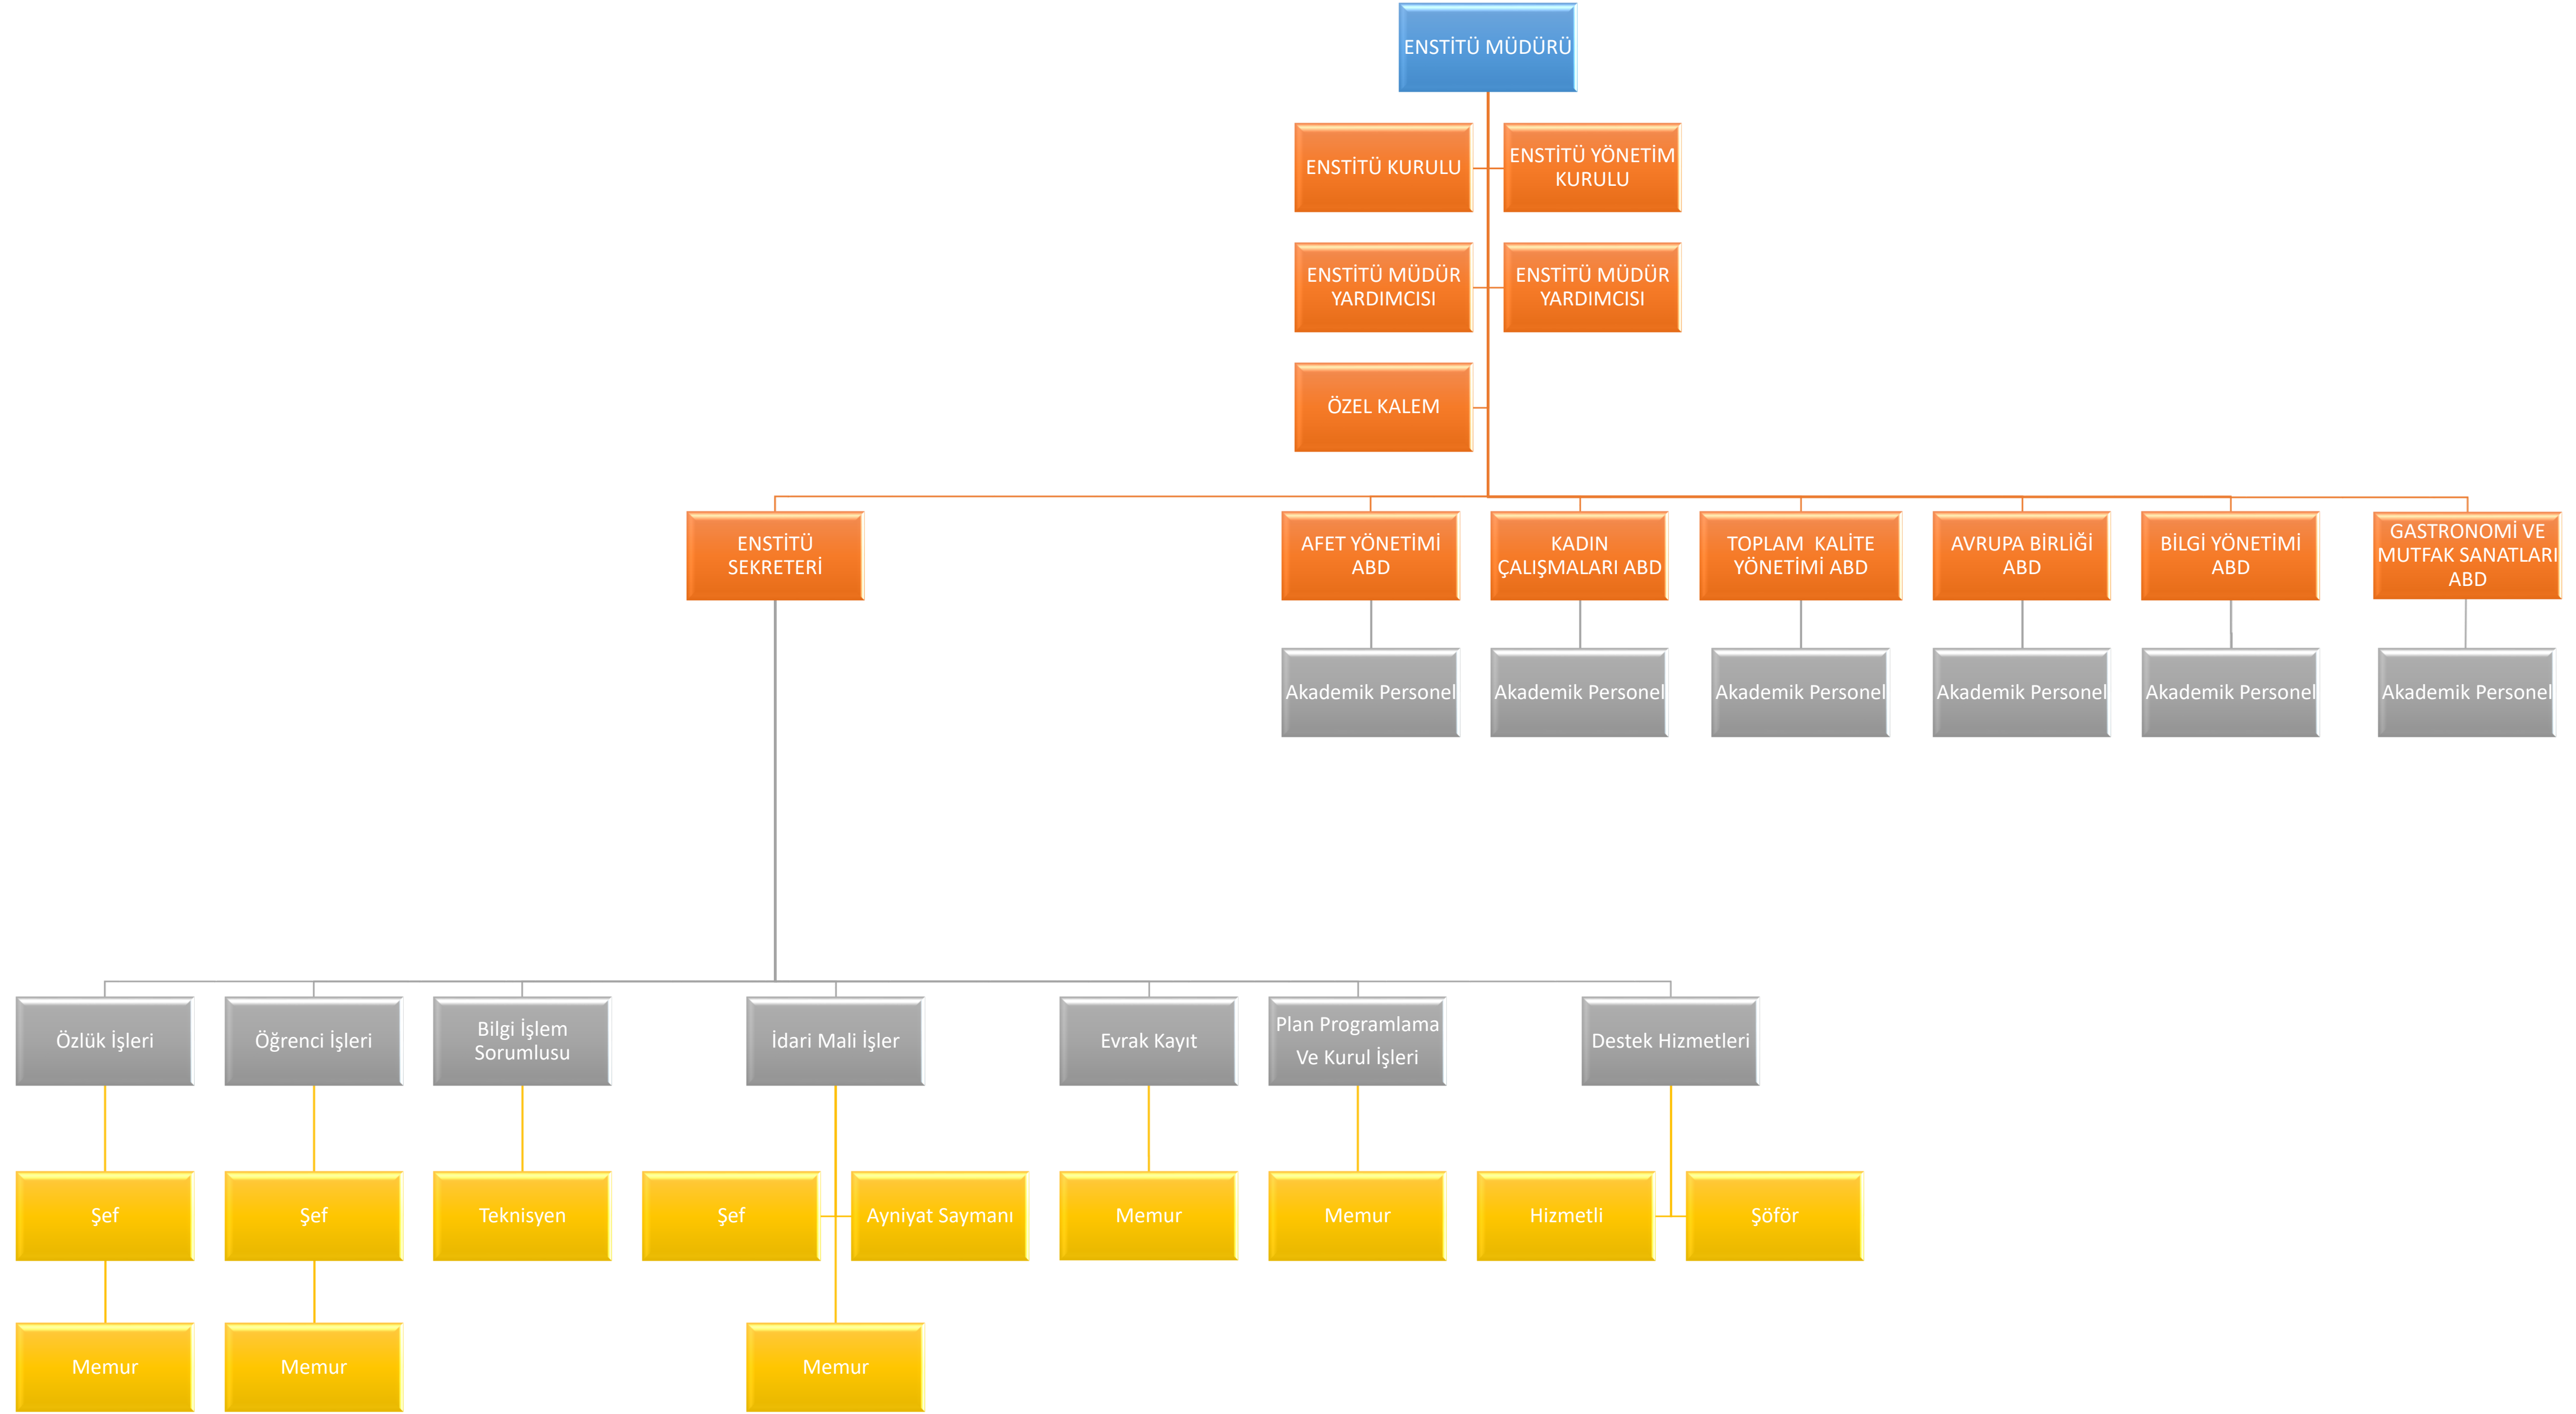 ENSTİTÜ MÜDÜRÜ
ENSTİTÜ KURULU
ENSTİTÜ YÖNETİM
KURULU
ENSTİTÜ MÜDÜR
YARDIMCISI
ENSTİTÜ MÜDÜR
YARDIMCISI
ÖZEL KALEM
ENSTİTÜ
SEKRETERİ
AFET YÖNETİMİ
ABD
KADIN
ÇALIŞMALARI ABD
TOPLAM  KALİTE
YÖNETİMİ ABD
AVRUPA BİRLİĞİ
ABD
BİLGİ YÖNETİMİ
ABD
GASTRONOMİ VE
MUTFAK SANATLARI
ABD
Akademik Personel
Akademik Personel
Akademik Personel
Akademik Personel
Akademik Personel
Akademik Personel
Özlük İşleri
Öğrenci İşleri
Bilgi İşlem
Sorumlusu
İdari Mali İşler
Evrak Kayıt
Plan Programlama
Ve Kurul İşleri
Destek Hizmetleri
Şef
Şef
Teknisyen
Şef
Ayniyat Saymanı
Memur
Memur
Hizmetli
Şöför
Memur
Memur
Memur